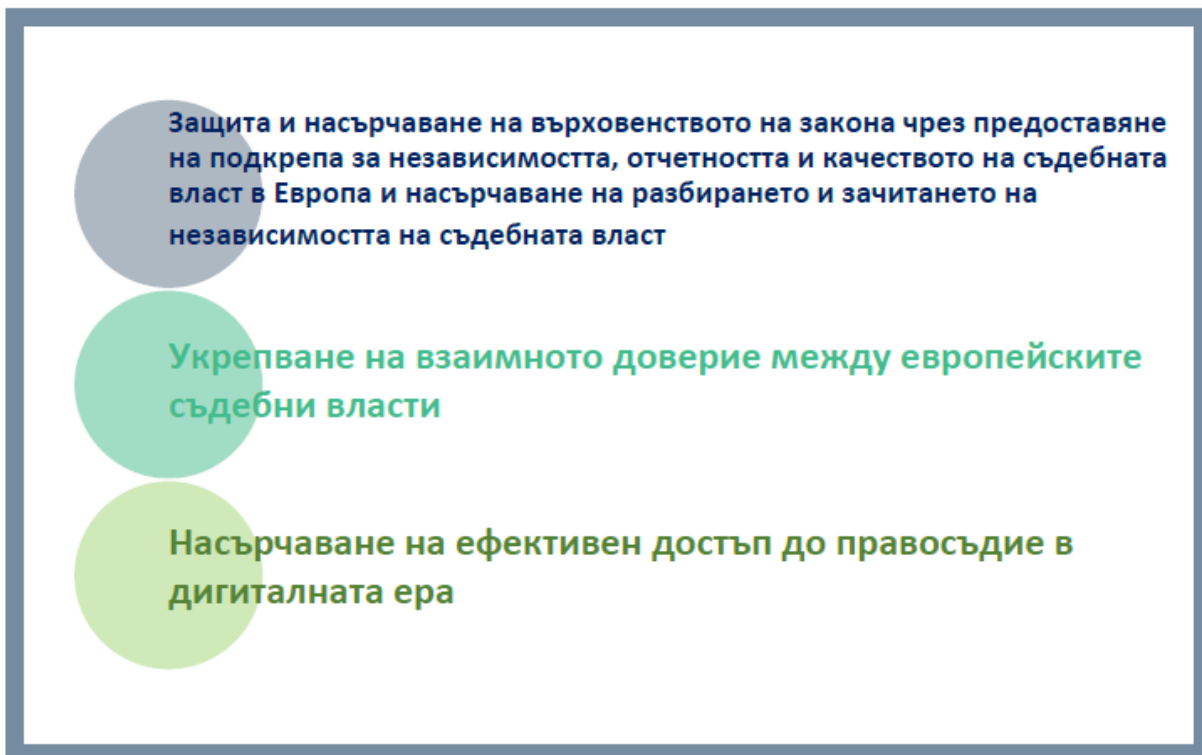 Защита и насърчаване на върховенството на закона чрез предоставяне
на подкрепа за независимостта, отчетността и качеството на съдебната
власт в Европа и насърчаване на разбирането и зачитането на
независимостта на съдебната власт
Укрепване на взаимното доверие между европейските
съдебни власти
Насърчаване на ефективен достъп до правосъдие в
дигиталната ера